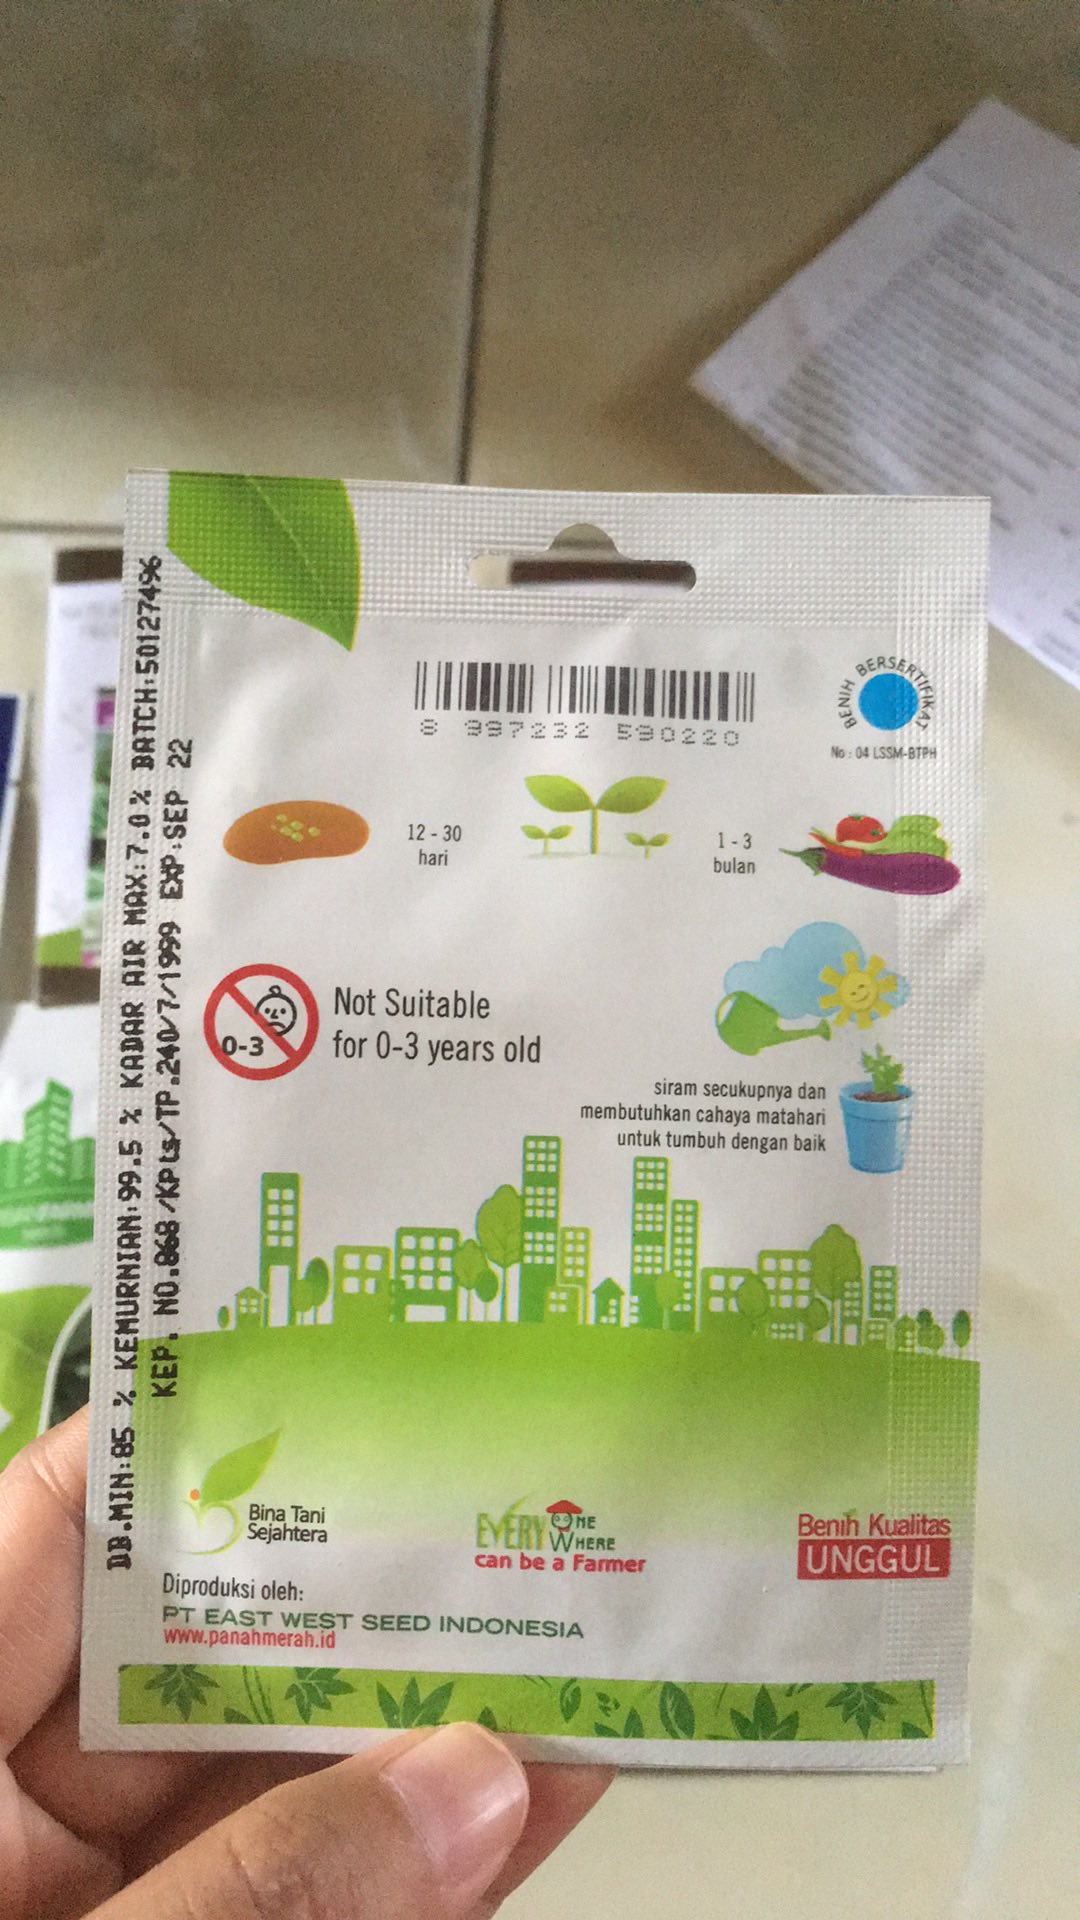 DB.MIN:85 % KEMURNIAN:99.5 % KADAR AIR MAX:7.0% BATCH:50127496
KEP. NO.868/Kpts/TP.240/7/1999 EXP:SEP 22
8 997232 590220
BENIH BERSERTIFIKAT
No : 04 LSSM-BTPH
12 - 30
hari
1 - 3
bulan
0-3
Not Suitable
for 0-3 years old
siram secukupnya dan
membutuhkan cahaya matahari
untuk tumbuh dengan baik
Bina Tani
Sejahtera
EVERY ONE
WHERE
can be a Farmer
Benih Kualitas
UNGGUL
Diproduksi oleh:
PT EAST WEST SEED INDONESIA
www.panahmerah.id